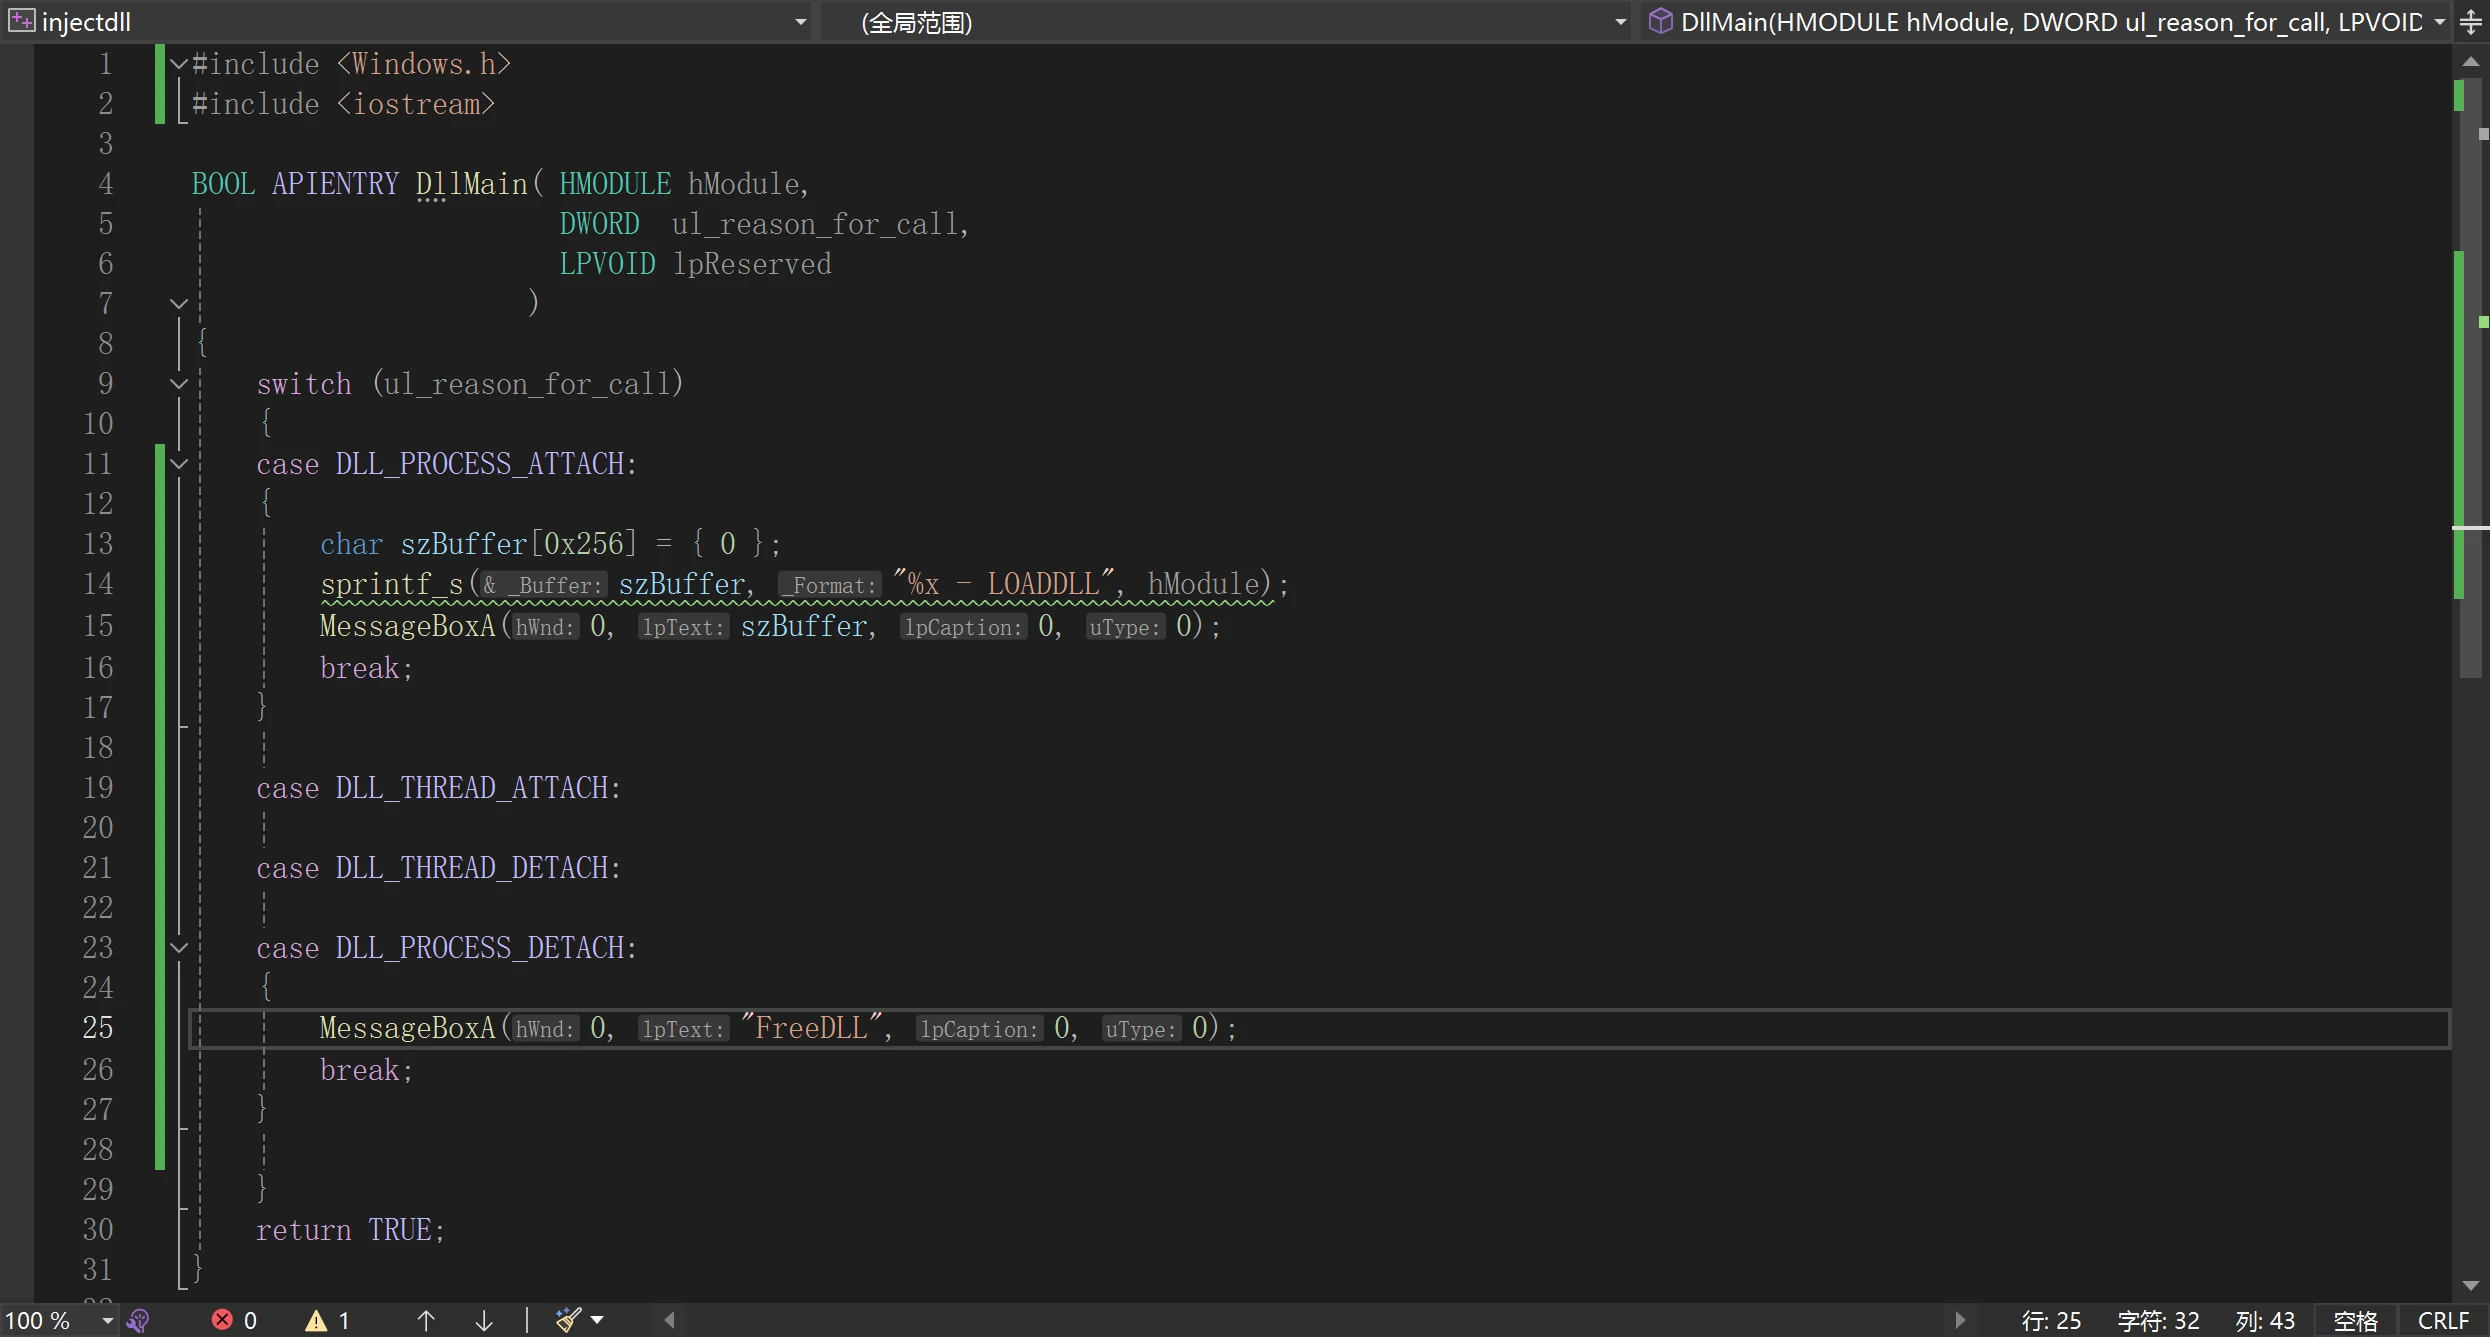 injectdll (全局范围) DllMain(HMODULE hModule, DWORD ul_reason_for_call, LPVOID
1 #include <Windows.h>
2 #include <iostream>
3
4 BOOL APIENTRY DllMain( HMODULE hModule,
5 DWORD  ul_reason_for_call,
6 LPVOID lpReserved
7 )
8 {
9 switch (ul_reason_for_call)
10 {
11 case DLL_PROCESS_ATTACH:
12 {
13 char szBuffer[0x256] = { 0 };
14 sprintf_s(& _Buffer: szBuffer, _Format: "%x - LOADDLL", hModule);
15 MessageBoxA(hWnd: 0, lpText: szBuffer, lpCaption: 0, uType: 0);
16 break;
17 }
18
19 case DLL_THREAD_ATTACH:
20
21 case DLL_THREAD_DETACH:
22
23 case DLL_PROCESS_DETACH:
24 {
25 MessageBoxA(hWnd: 0, lpText: "FreeDLL", lpCaption: 0, uType: 0);
26 break;
27 }
28
29 }
30 return TRUE;
31 }
100 % 0 1 行: 25 字符: 32 列: 43 空格 CRLF